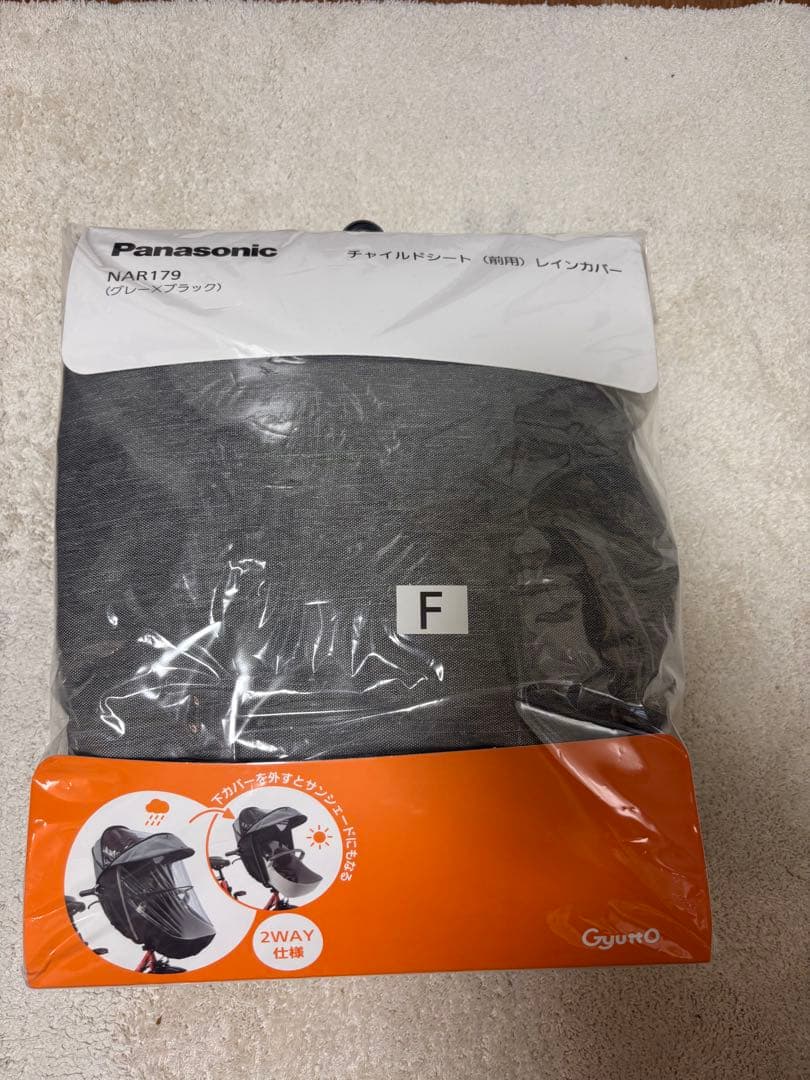 Panasonic
NAR179
(グレー×ブラック)
チャイルドシート (前用) レインカバー
F
下カバーを外すとサンシェードにもなる
2WAY
仕様
Gyutto